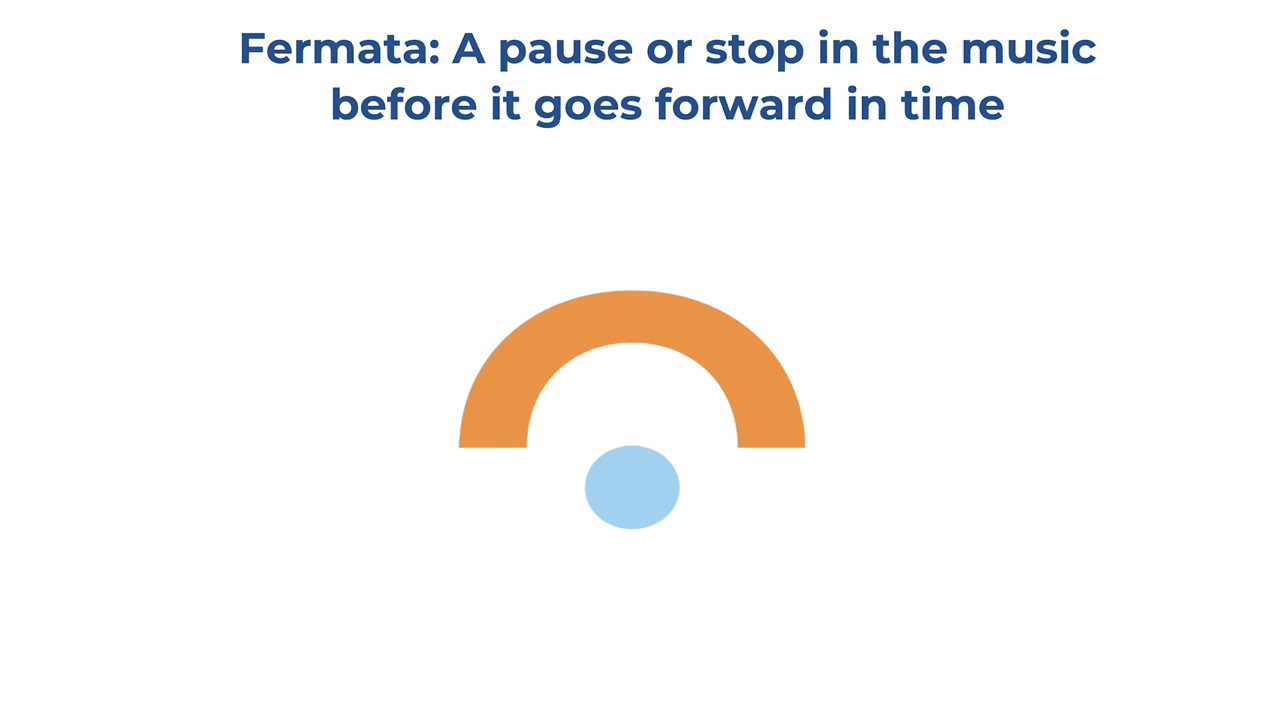 Fermata: A pause or stop in the music
before it goes forward in time